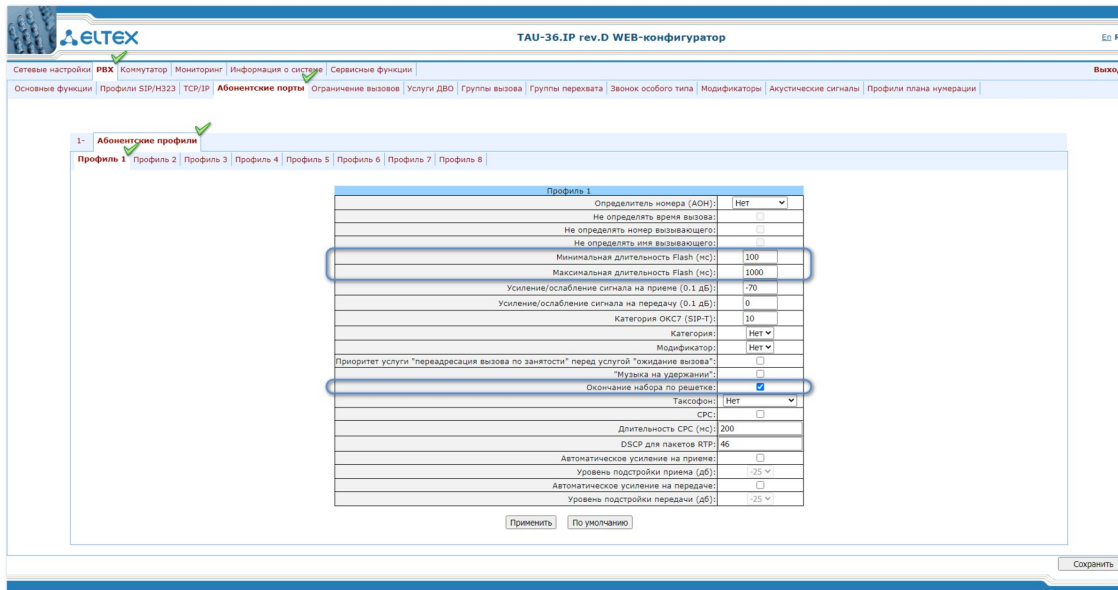 ELTEX
TAU-36.IP rev.D WEB-конфигуратор
En
Сетевые настройки PBX Коммутатор Мониторинг Информация о системе Сервисные функции
Основные функции Профили SIP/H323 TCP/IP Абонентские порты Ограничение вызовов Услуги ДВО Группы вызова Группы перехвата Звонок особого типа Модификаторы Акустические сигналы Профили плана нумерации
1- Абонентские профили
Профиль 1 Профиль 2 Профиль 3 Профиль 4 Профиль 5 Профиль 6 Профиль 7 Профиль 8
Профиль 1
Определитель номера (АОН): Нет
Не определять время вызова:
Не определять номер вызывающего:
Не определять имя вызывающего:
Минимальная длительность Flash (мс): 100
Максимальная длительность Flash (мс): 1000
Усиление/ослабление сигнала на приеме (0.1 дБ): -70
Усиление/ослабление сигнала на передачу (0.1 дБ): 0
Категория ОКС7 (SIP-T): 10
Категория: Нет
Модификатор: Нет
Приоритет услуги "переадресация вызова по занятости" перед услугой "ожидание вызова":
"Музыка на удержании":
Окончание набора по решетке:
Таксофон: Нет
CPC:
Длительность CPC (мс): 200
DSCP для пакетов RTP: 46
Автоматическое усиление на приеме:
Уровень подстройки приема (дб): -25
Автоматическое усиление на передаче:
Уровень подстройки передачи (дб): -25
Применить По умолчанию
Сохранить